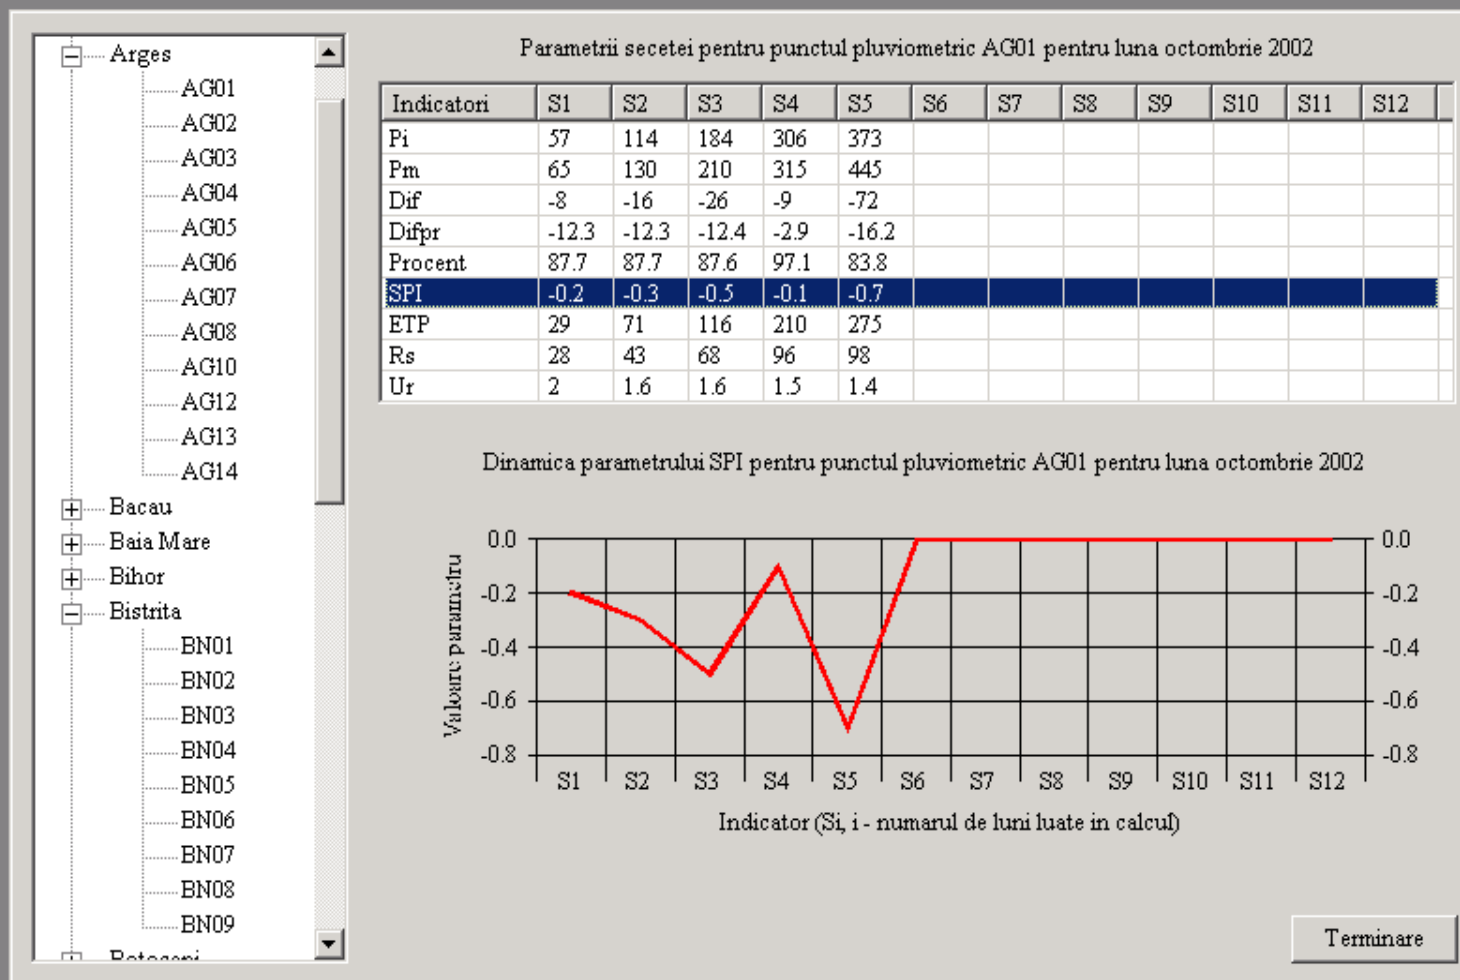 Arges
AG01
AG02
AG03
AG04
AG05
AG06
AG07
AG08
AG10
AG12
AG13
AG14
Bacau
Baia Mare
Bihor
Bistrita
BN01
BN02
BN03
BN04
BN05
BN06
BN07
BN08
BN09
Parametrii secetei pentru punctul pluviometric AG01 pentru luna octombrie 2002
Indicatori S1 S2 S3 S4 S5 S6 S7 S8 S9 S10 S11 S12
Pi 57 114 184 306 373
Pm 65 130 210 315 445
Dif -8 -16 -26 -9 -72
Difpr -12.3 -12.3 -12.4 -2.9 -16.2
Procent 87.7 87.7 87.6 97.1 83.8
SPI -0.2 -0.3 -0.5 -0.1 -0.7
ETP 29 71 116 210 275
Rs 28 43 68 96 98
Ur 2 1.6 1.6 1.5 1.4
Dinamica parametrului SPI pentru punctul pluviometric AG01 pentru luna octombrie 2002
Valoare parametru
0.0 0.0
-0.2 -0.2
-0.4 -0.4
-0.6 -0.6
-0.8 -0.8
S1 S2 S3 S4 S5 S6 S7 S8 S9 S10 S11 S12
Indicator (Si, i - numarul de luni luate in calcul)
Terminare